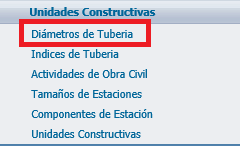 Unidades Constructivas
Diámetros de Tuberia
Indices de Tuberia
Actividades de Obra Civil
Tamaños de Estaciones
Componentes de Estación
Unidades Constructivas